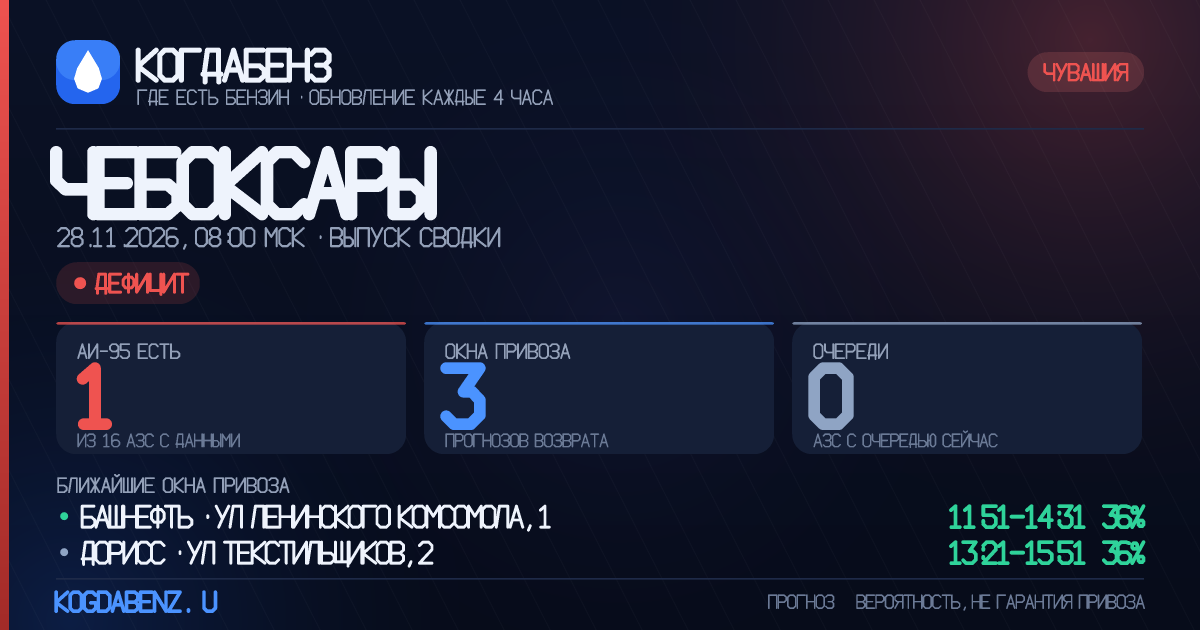 КОГДАБЕНЗ
ГДЕ ЕСТЬ БЕНЗИН · ОБНОВЛЕНИЕ КАЖДЫЕ 4 ЧАСА
ЧУВАШИЯ
ЧЕБОКСАРЫ
28.11.2026, 08:00 МСК · ВЫПУСК СВОДКИ
• ДЕФИЦИТ
АИ-95 ЕСТЬ
1
ИЗ 16 АЗС С ДАННЫМИ
ОКНА ПРИВОЗА
3
ПРОГНОЗОВ ВОЗВРАТА
ОЧЕРЕДИ
0
АЗС С ОЧЕРЕДЬЮ СЕЙЧАС
БЛИЖАЙШИЕ ОКНА ПРИВОЗА
• БАШНЕФТЬ · УЛ ЛЕНИНСКОГО КОМСОМОЛА, 1 11:51-14:31 36%
• ДОРИСС · УЛ ТЕКСТИЛЬЩИКОВ, 2 13:21-15:51 36%
KOGDABENZ. U
ПРОГНОЗ ВЕРОЯТНОСТЬ, НЕ ГАРАНТИЯ ПРИВОЗА